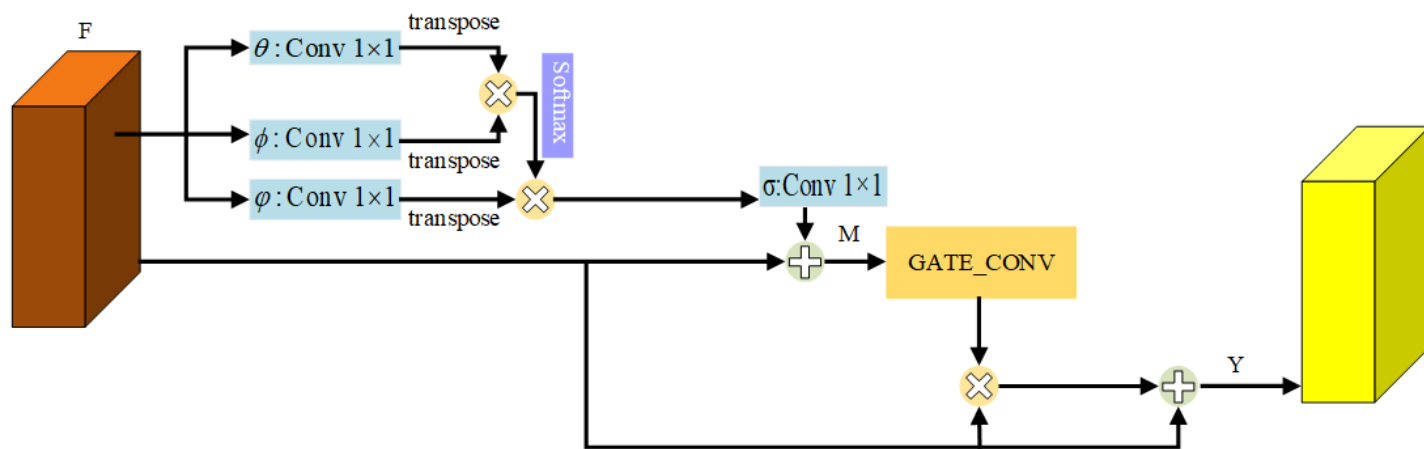 F
transpose
θ : Conv 1×1
Softmax
ϕ : Conv 1×1
transpose
φ : Conv 1×1
transpose
σ:Conv 1×1
M
GATE_CONV
Y